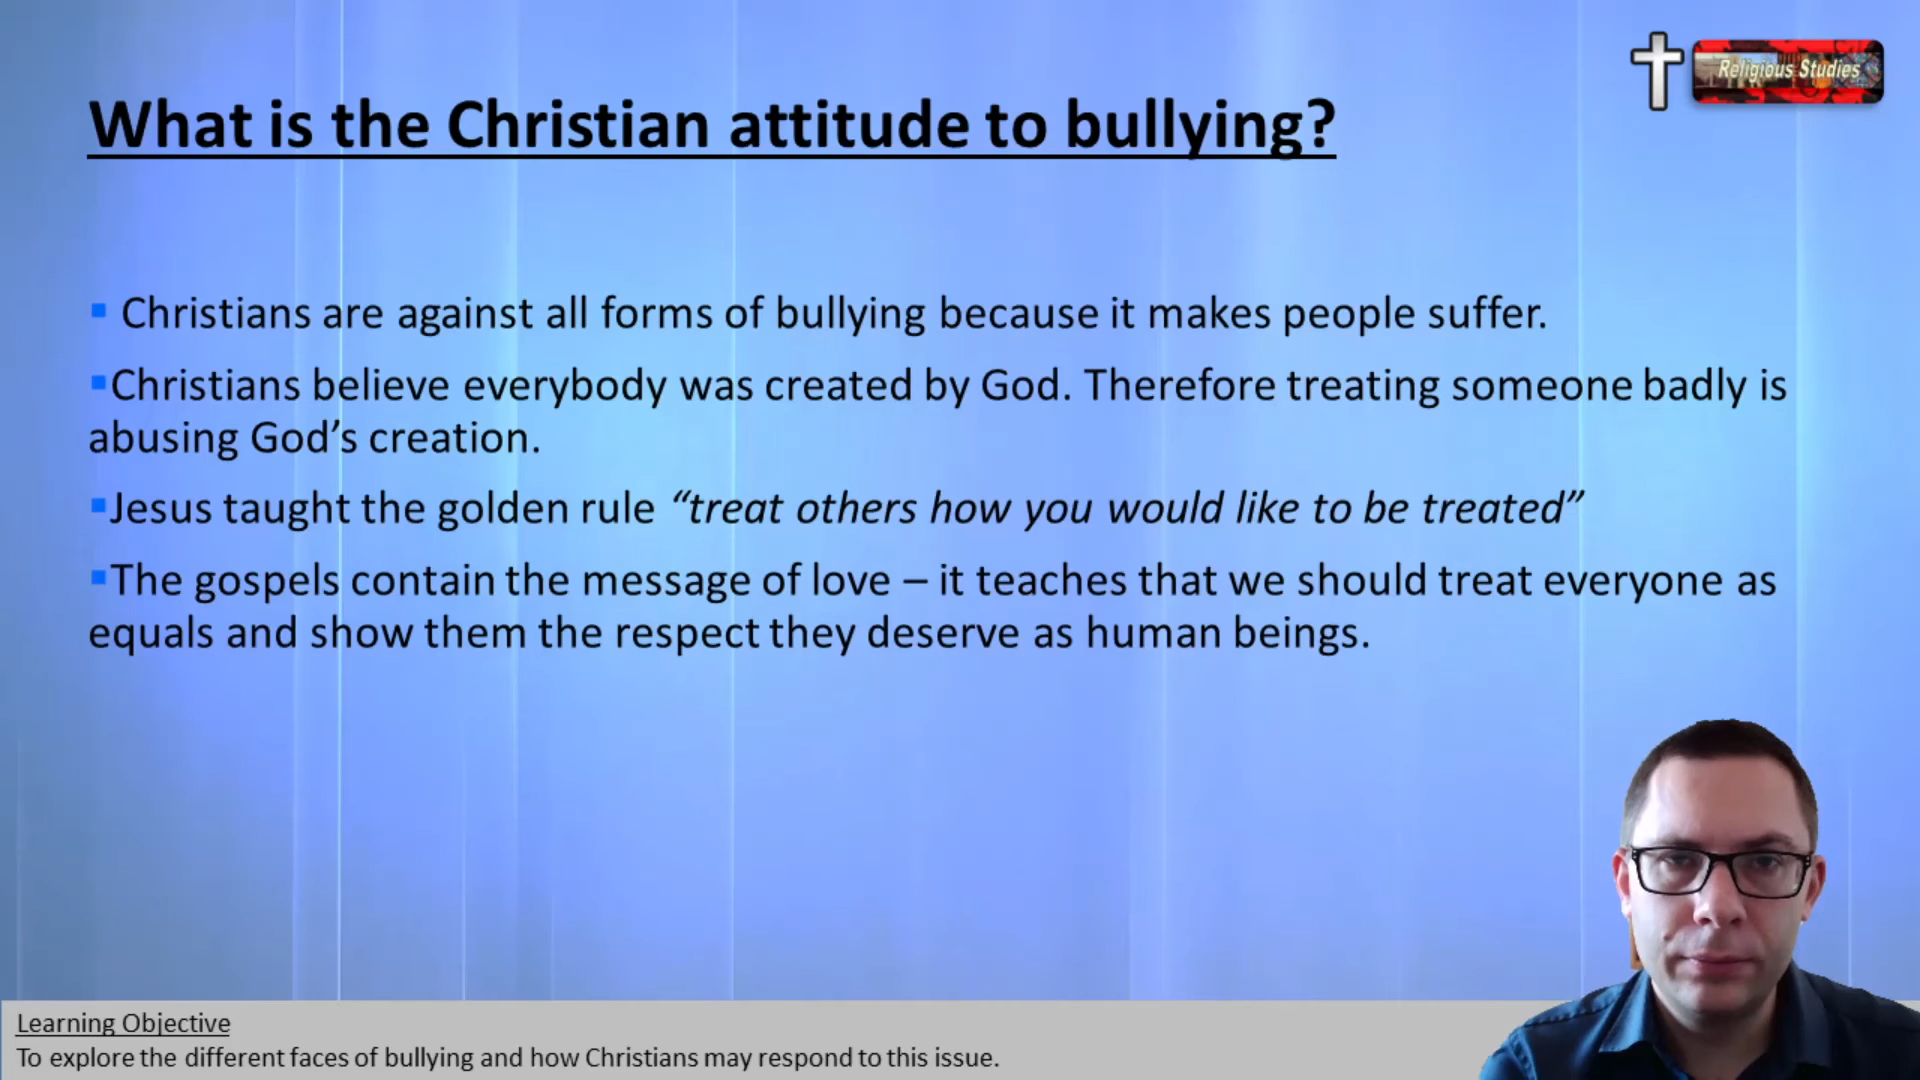 Religious Studies
What is the Christian attitude to bullying?
▪ Christians are against all forms of bullying because it makes people suffer.
▪Christians believe everybody was created by God. Therefore treating someone badly is
abusing God’s creation.
▪Jesus taught the golden rule “treat others how you would like to be treated”
▪The gospels contain the message of love – it teaches that we should treat everyone as
equals and show them the respect they deserve as human beings.
Learning Objective
To explore the different faces of bullying and how Christians may respond to this issue.